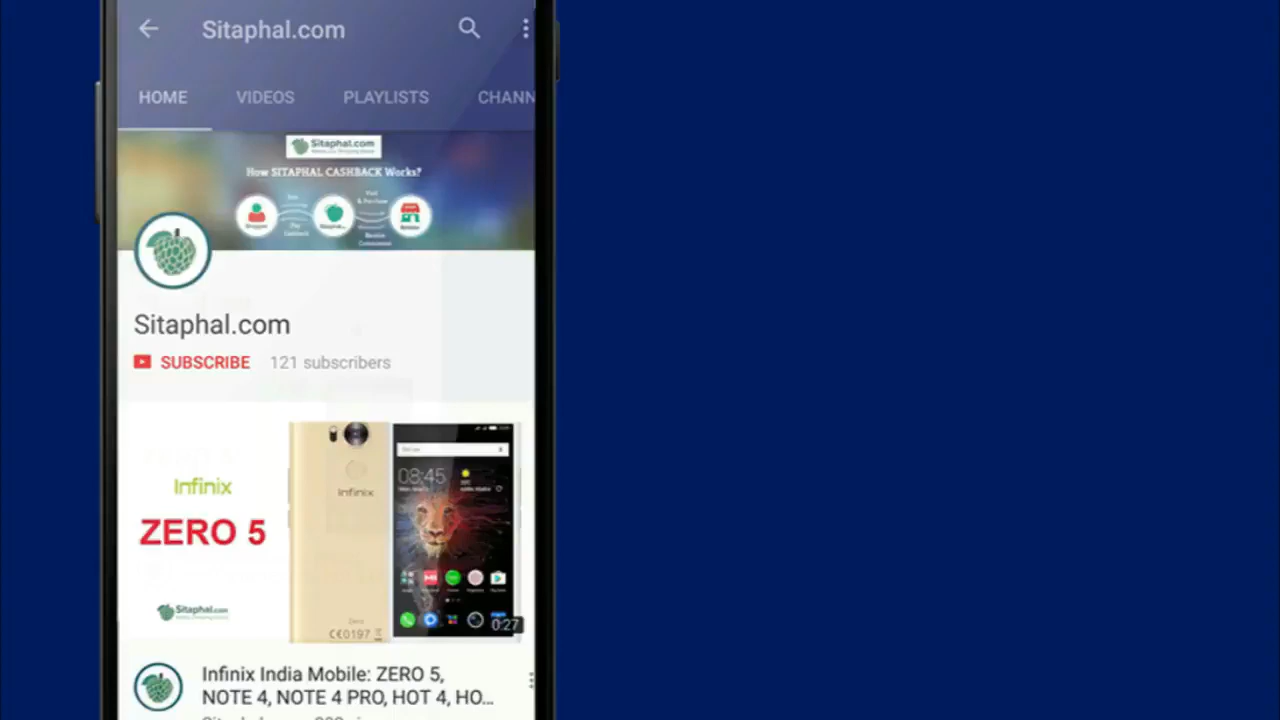 Sitaphal.com
HOME VIDEOS PLAYLISTS CHANN
Sitaphal.com
How SITAPHAL CASHBACK Works?
Sitaphal.com
SUBSCRIBE 121 subscribers
Infinix
ZERO 5
Sitaphal.com
Infinix
08:45
Zero
CE0197
0:27
Infinix India Mobile: ZERO 5,
NOTE 4, NOTE 4 PRO, HOT 4, HO...